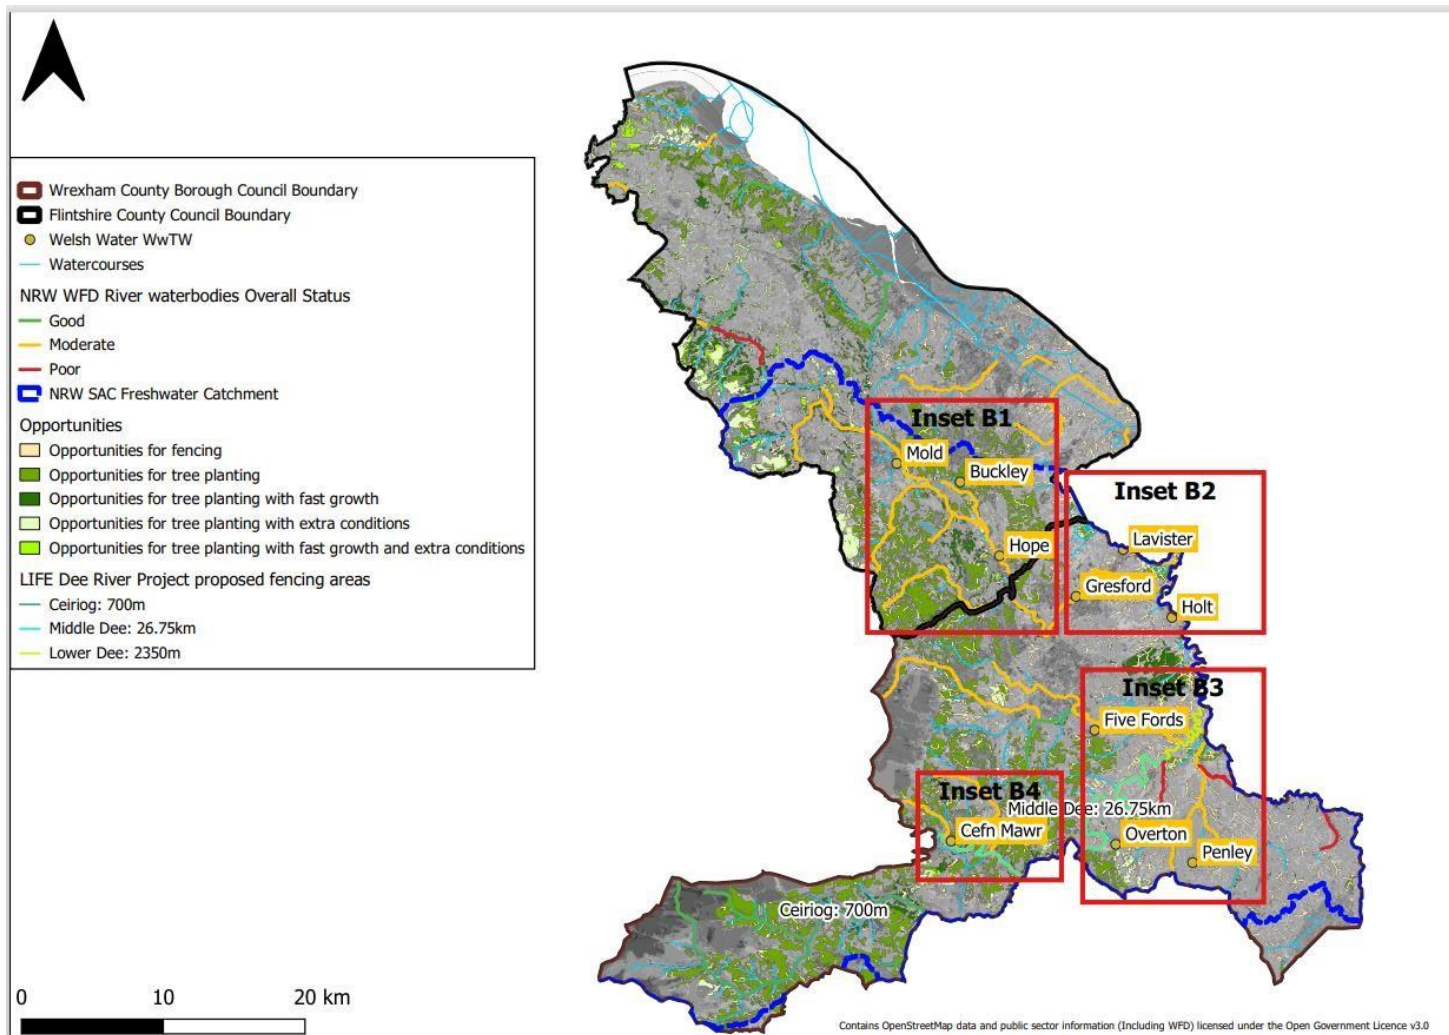 Wrexham County Borough Council Boundary
Flintshire County Council Boundary
Welsh Water WwTW
Watercourses
NRW WFD River waterbodies Overall Status
Good
Moderate
Poor
NRW SAC Freshwater Catchment
Opportunities
Opportunities for fencing
Opportunities for tree planting
Opportunities for tree planting with fast growth
Opportunities for tree planting with extra conditions
Opportunities for tree planting with fast growth and extra conditions
LIFE Dee River Project proposed fencing areas
Ceiriog: 700m
Middle Dee: 26.75km
Lower Dee: 2350m
Inset B1
Mold
Buckley
Hope
Inset B2
Lavister
Gresford
Holt
Inset B3
Five Fords
Inset B4
Middle Dee: 26.75km
Cefn Mawr
Overton
Penley
Ceiriog: 700m
0 10 20 km
Contains OpenStreetMap data and public sector information (Including WFD) licensed under the Open Government Licence v3.0